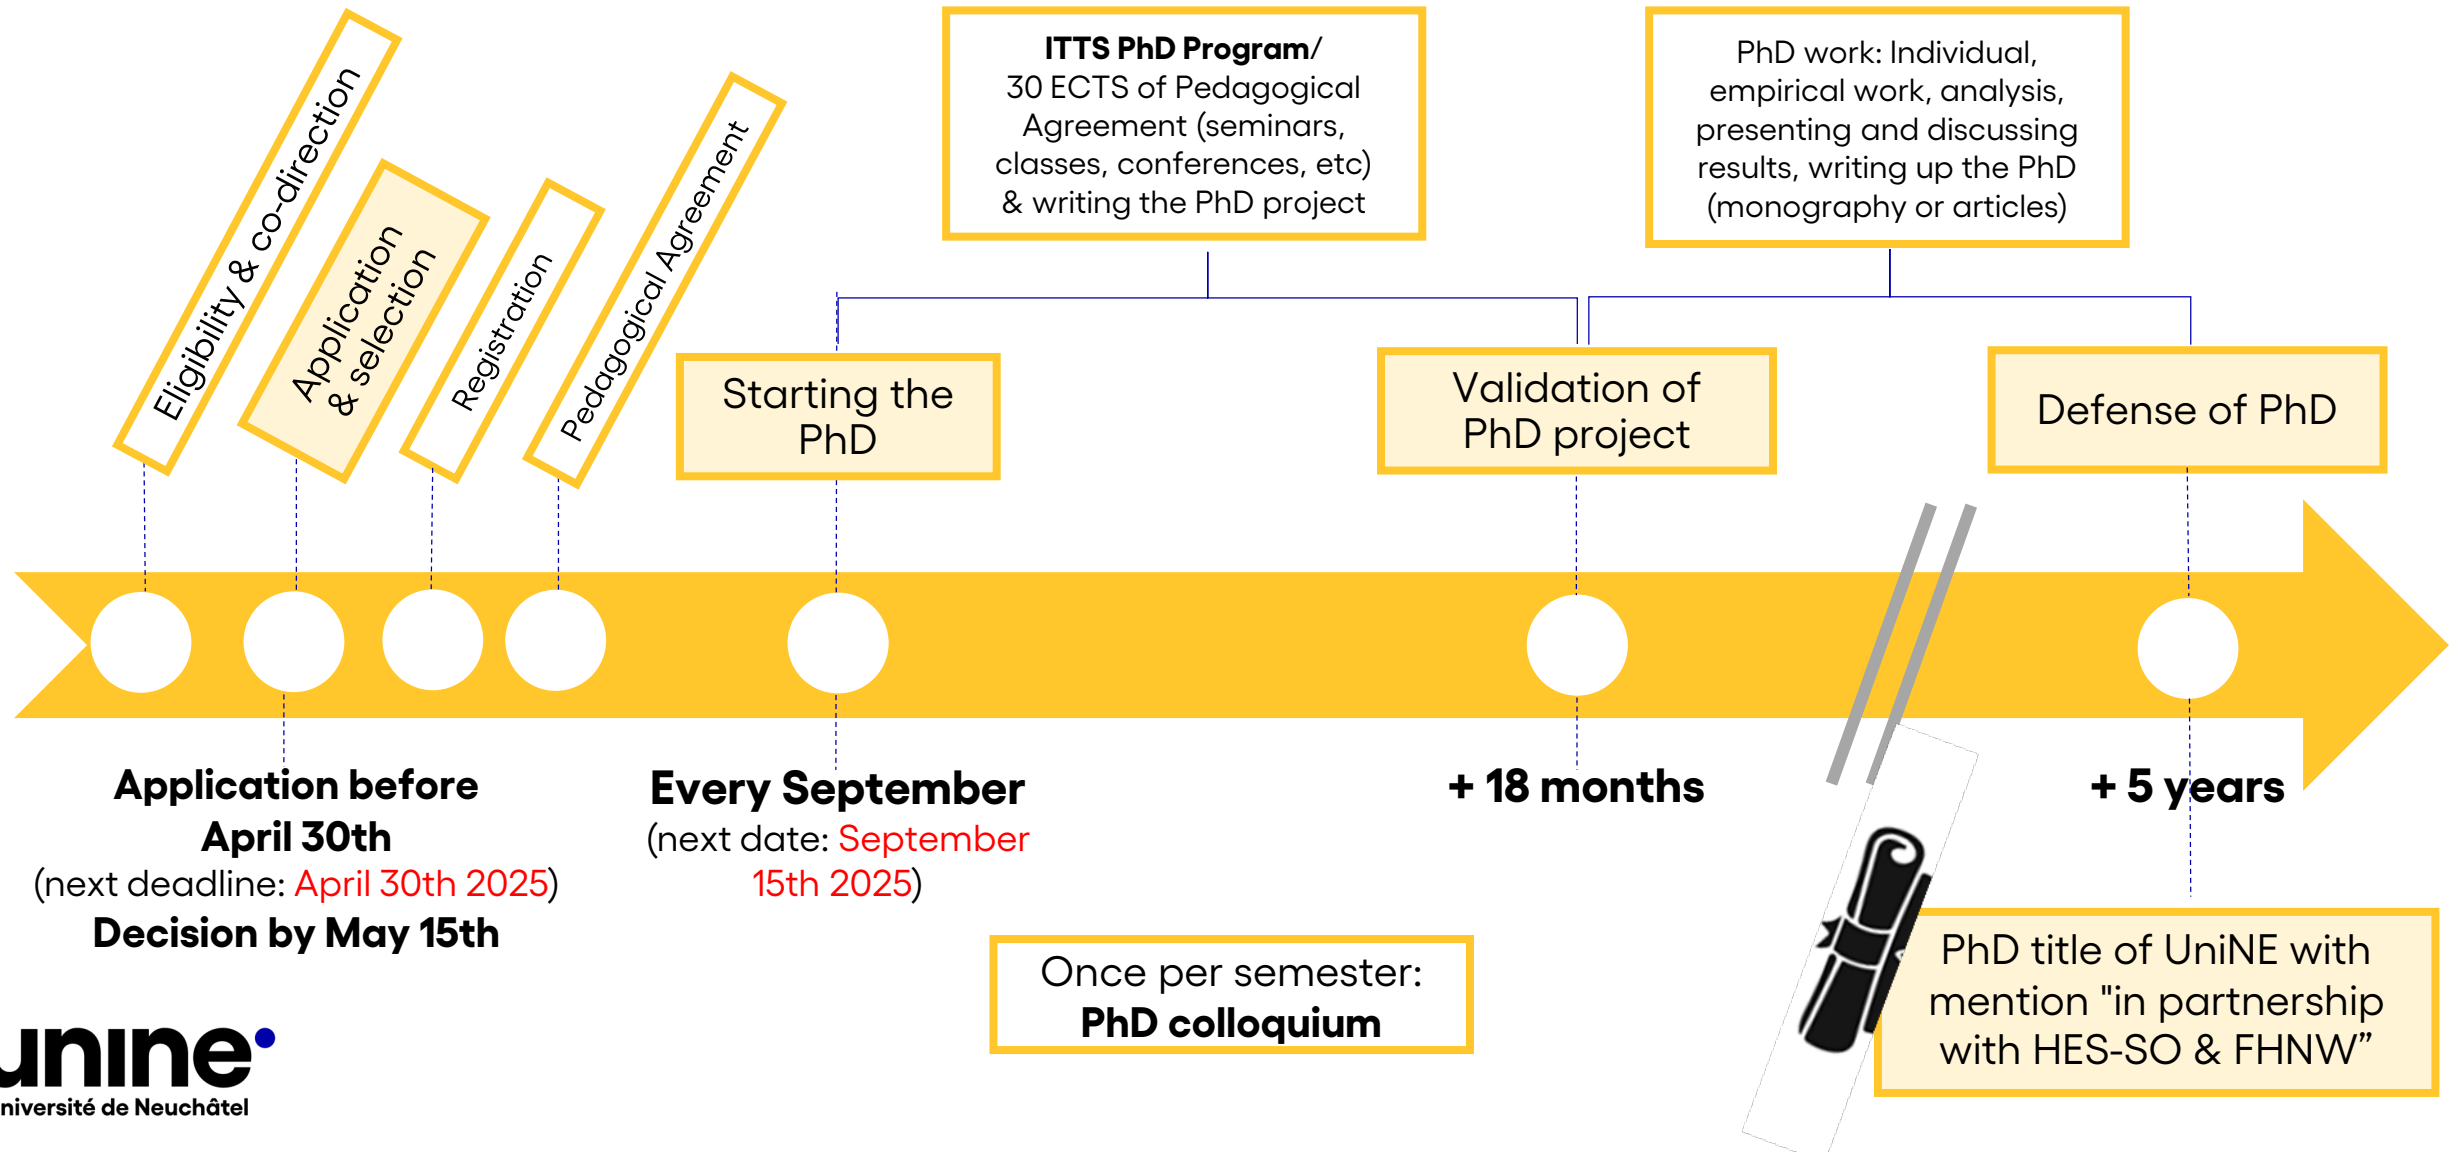 Eligibility & co-direction
Application
& selection
Registration
Pedagogical Agreement
ITTS PhD Program/
30 ECTS of Pedagogical
Agreement (seminars,
classes, conferences, etc)
& writing the PhD project
PhD work: Individual,
empirical work, analysis,
presenting and discussing
results, writing up the PhD
(monography or articles)
Starting the
PhD
Validation of
PhD project
Defense of PhD
Application before
April 30th
(next deadline: April 30th 2025)
Decision by May 15th
Every September
(next date: September
15th 2025)
+ 18 months
+ 5 years
Once per semester:
PhD colloquium
PhD title of UniNE with
mention "in partnership
with HES-SO & FHNW”
unine
niversité de Neuchâtel